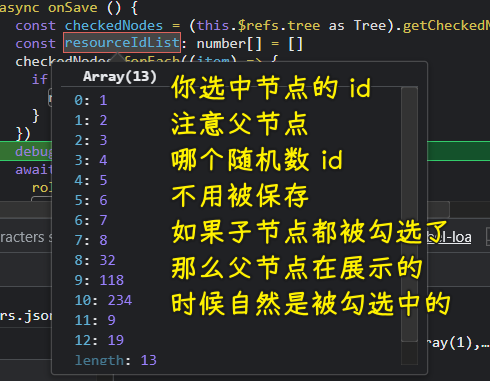 async onSave () {
const checkedNodes = (this.$refs.tree as Tree).getCheckedN
const resourceIdList: number[] = []
checkedNodes.forEach((item) => {
if
}
})
debug
await
rol
Array(13)
0: 1
1: 2
2: 3
3: 4
4: 5
5: 6
6: 7
7: 8
8: 32
9: 118
10: 234
11: 9
12: 19
length: 13
你选中节点的 id
注意父节点
哪个随机数 id
不用被保存
如果子节点都被勾选了
那么父节点在展示的
时候自然是被勾选中的
racters s
bel-loa
rs.json
ray(1),…